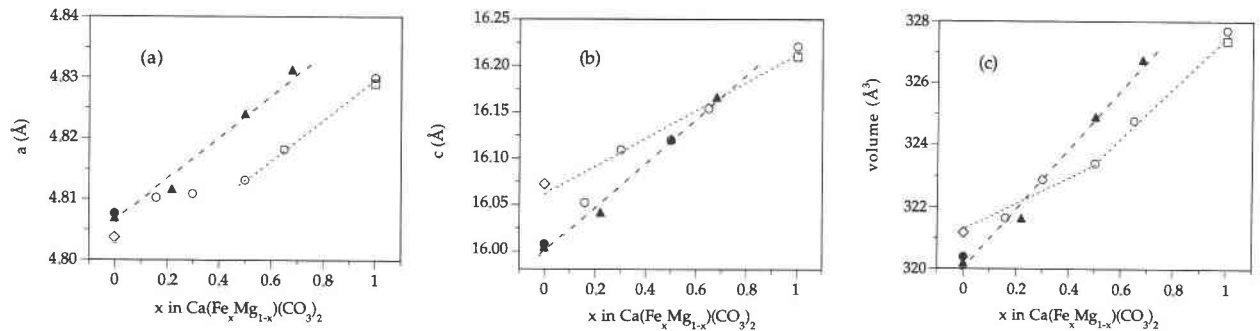 (a)
a (Å)
4.84
4.83
4.82
4.81
4.80
0 0.2 0.4 0.6 0.8 1
x in Ca(FeₓMg₁₋ₓ)(CO₃)₂
(b)
c (Å)
16.25
16.20
16.15
16.10
16.05
16.00
0 0.2 0.4 0.6 0.8 1
x in Ca(FeₓMg₁₋ₓ)(CO₃)₂
(c)
volume (Å³)
328
326
324
322
320
0 0.2 0.4 0.6 0.8 1
x in Ca(FeₓMg₁₋ₓ)(CO₃)₂